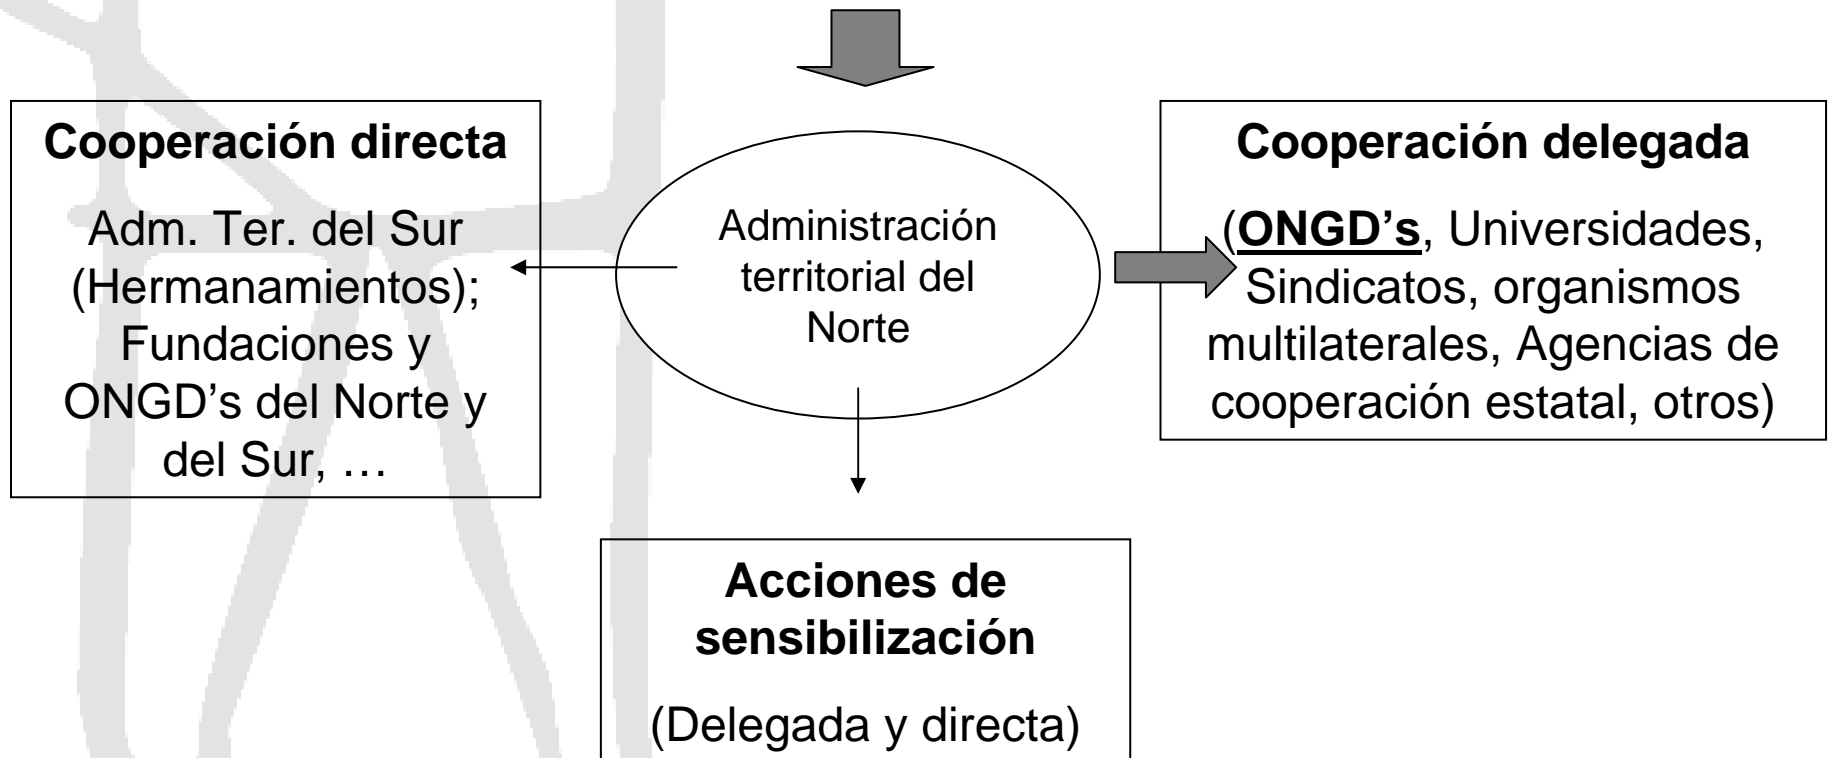 Cooperación directa
Adm. Ter. del Sur
(Hermanamientos);
Fundaciones y
ONGD’s del Norte y
del Sur, …
Administración
territorial del
Norte
Cooperación delegada
(ONGD’s, Universidades,
Sindicatos, organismos
multilaterales, Agencias de
cooperación estatal, otros)
Acciones de
sensibilización
(Delegada y directa)